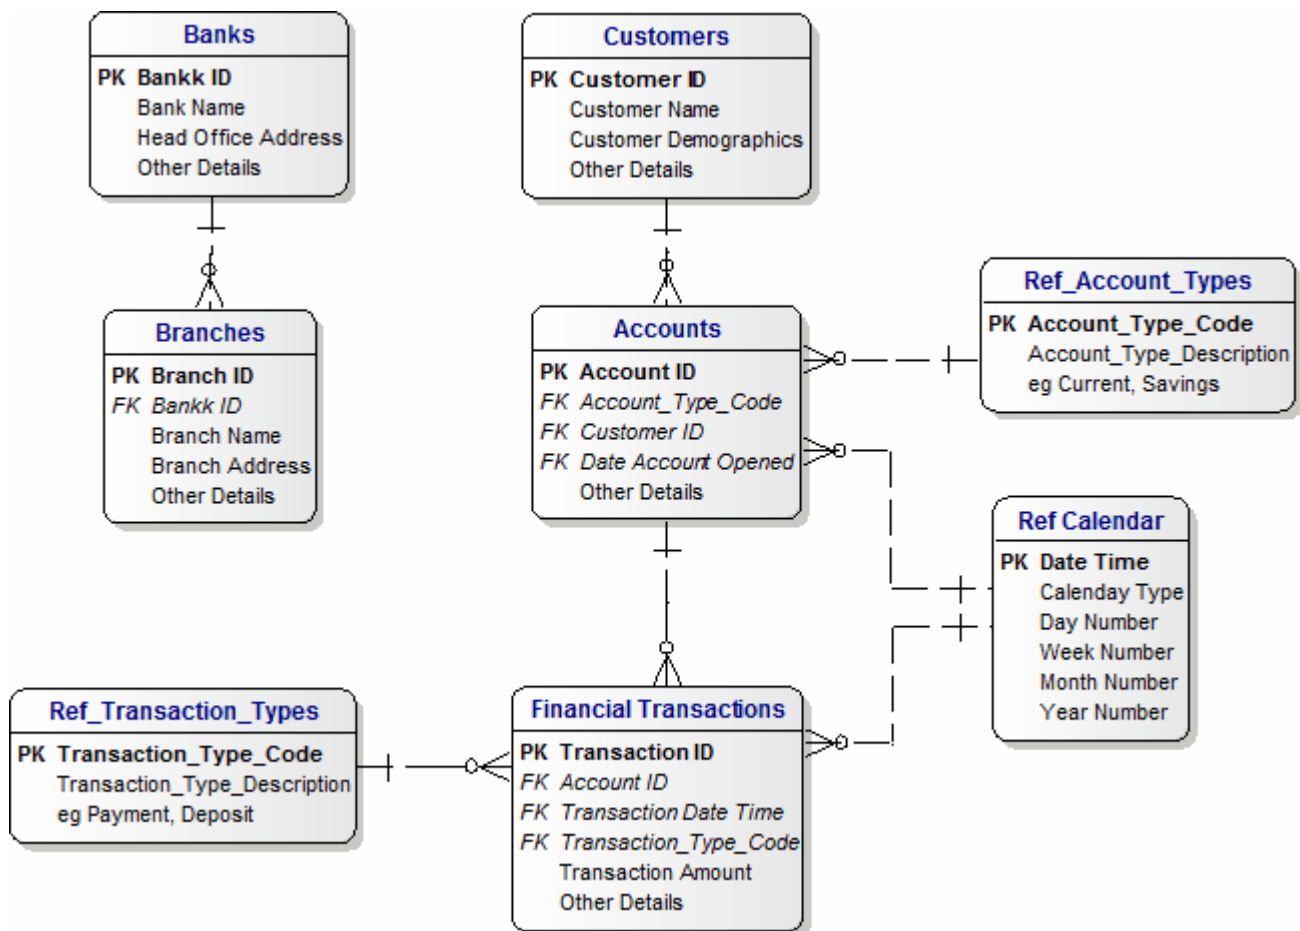 Banks
PK Bankk ID
Bank Name
Head Office Address
Other Details
Customers
PK Customer ID
Customer Name
Customer Demographics
Other Details
Branches
PK Branch ID
FK Bankk ID
Branch Name
Branch Address
Other Details
Accounts
PK Account ID
FK Account_Type_Code
FK Customer ID
FK Date Account Opened
Other Details
Ref_Account_Types
PK Account_Type_Code
Account_Type_Description
eg Current, Savings
Ref Calendar
PK Date Time
Calenday Type
Day Number
Week Number
Month Number
Year Number
Ref_Transaction_Types
PK Transaction_Type_Code
Transaction_Type_Description
eg Payment, Deposit
Financial Transactions
PK Transaction ID
FK Account ID
FK Transaction Date Time
FK Transaction_Type_Code
Transaction Amount
Other Details